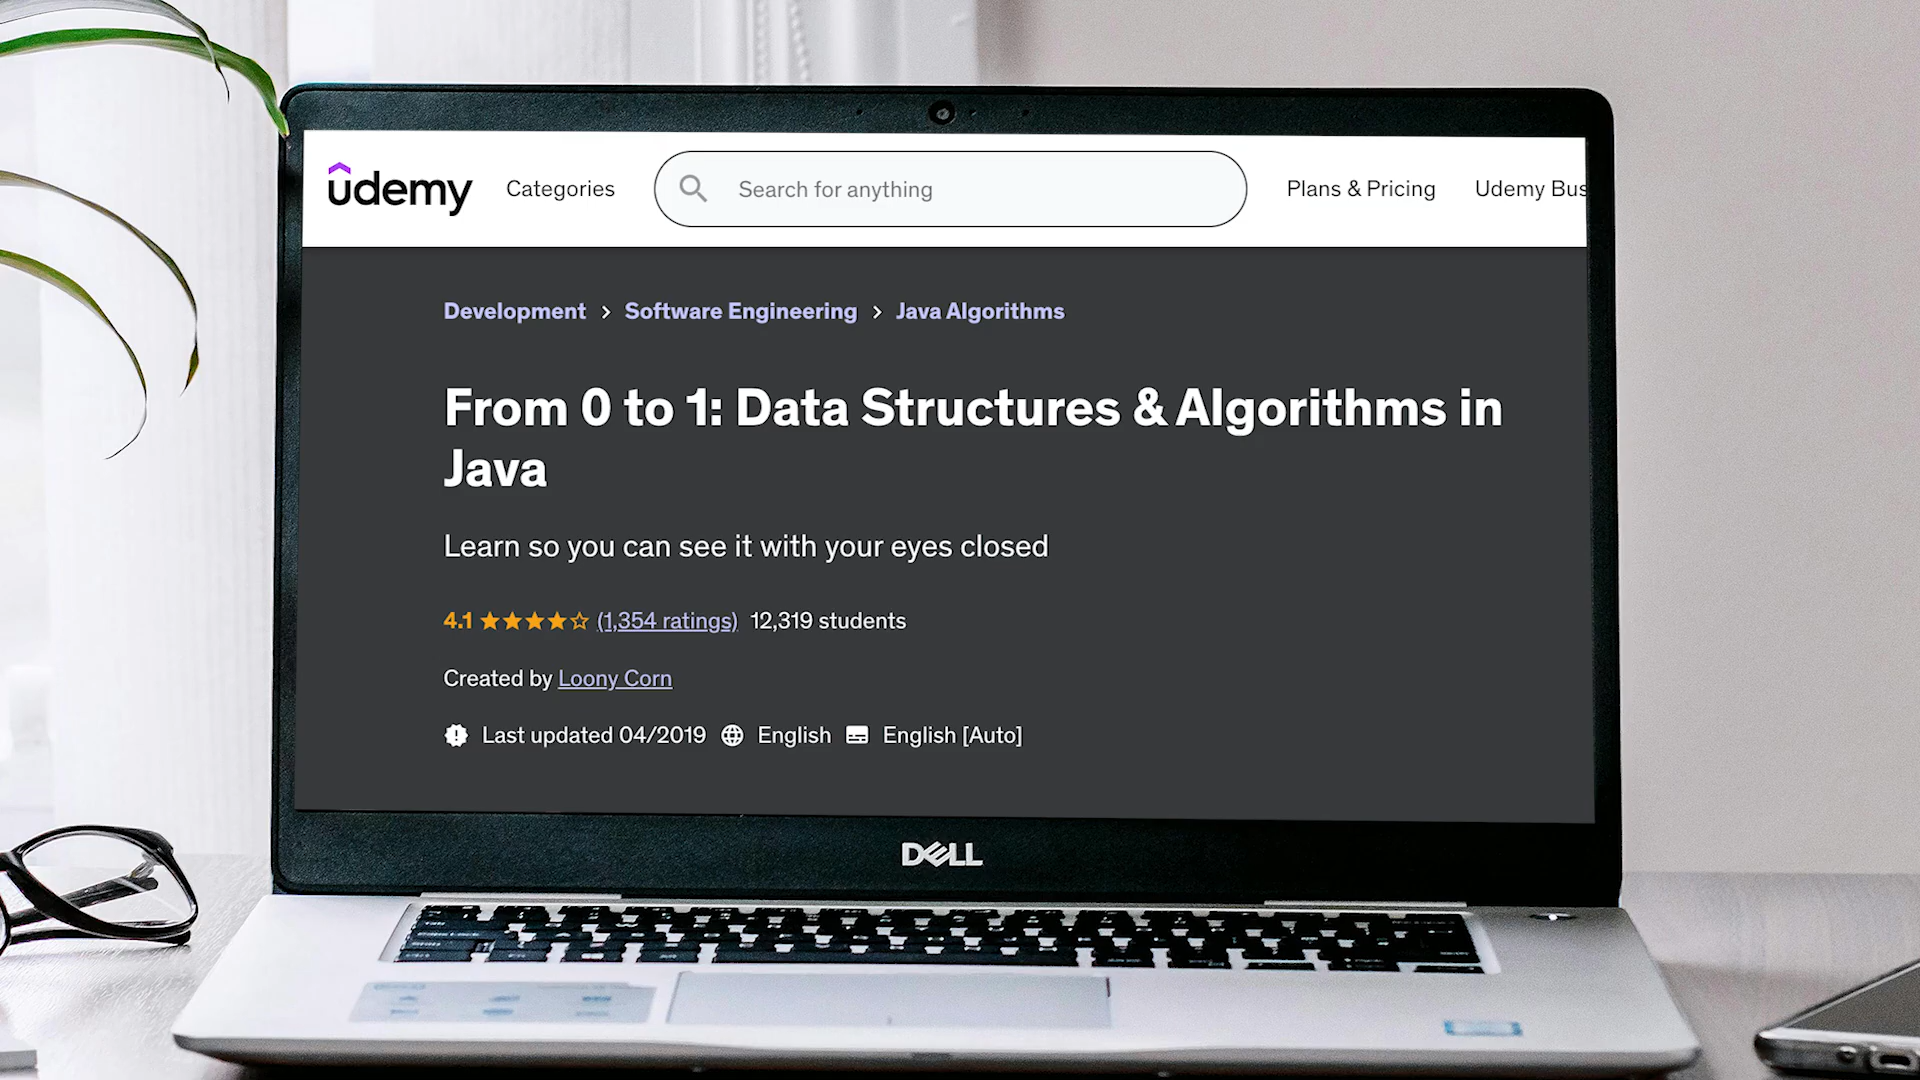 udemy
Categories
Search for anything
Plans & Pricing
Udemy Bus
Development > Software Engineering > Java Algorithms
From 0 to 1: Data Structures & Algorithms in
Java
Learn so you can see it with your eyes closed
4.1 ★★★★☆ (1,354 ratings) 12,319 students
Created by Loony Corn
Last updated 04/2019 English English [Auto]
DELL